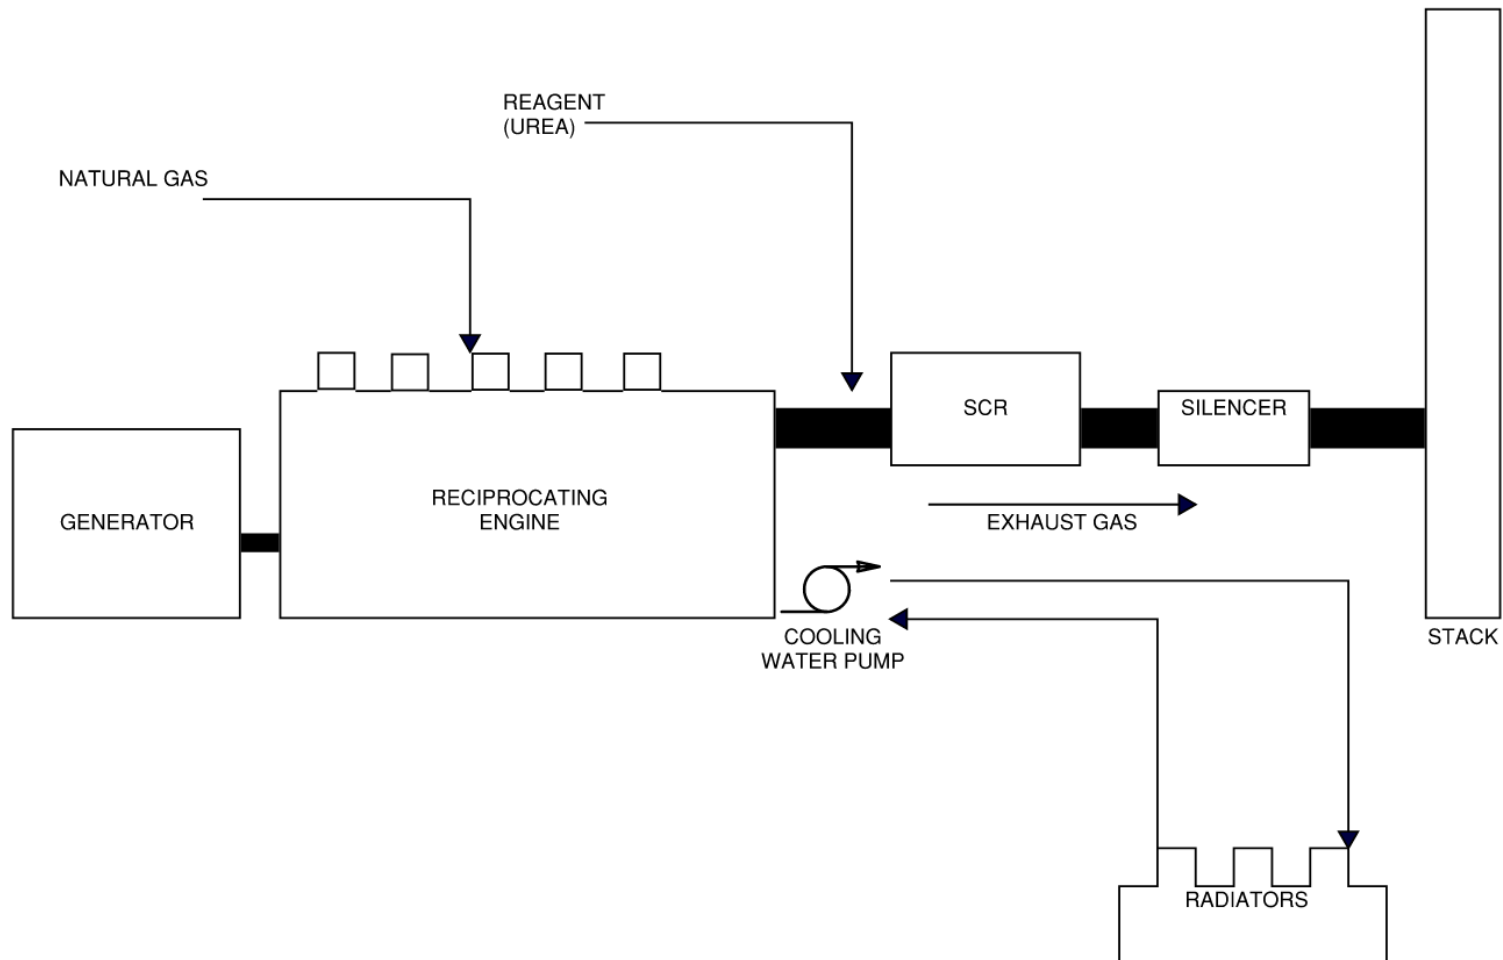 REAGENT
(UREA)
NATURAL GAS
SCR
SILENCER
RECIPROCATING
ENGINE
GENERATOR
EXHAUST GAS
COOLING
WATER PUMP
STACK
RADIATORS